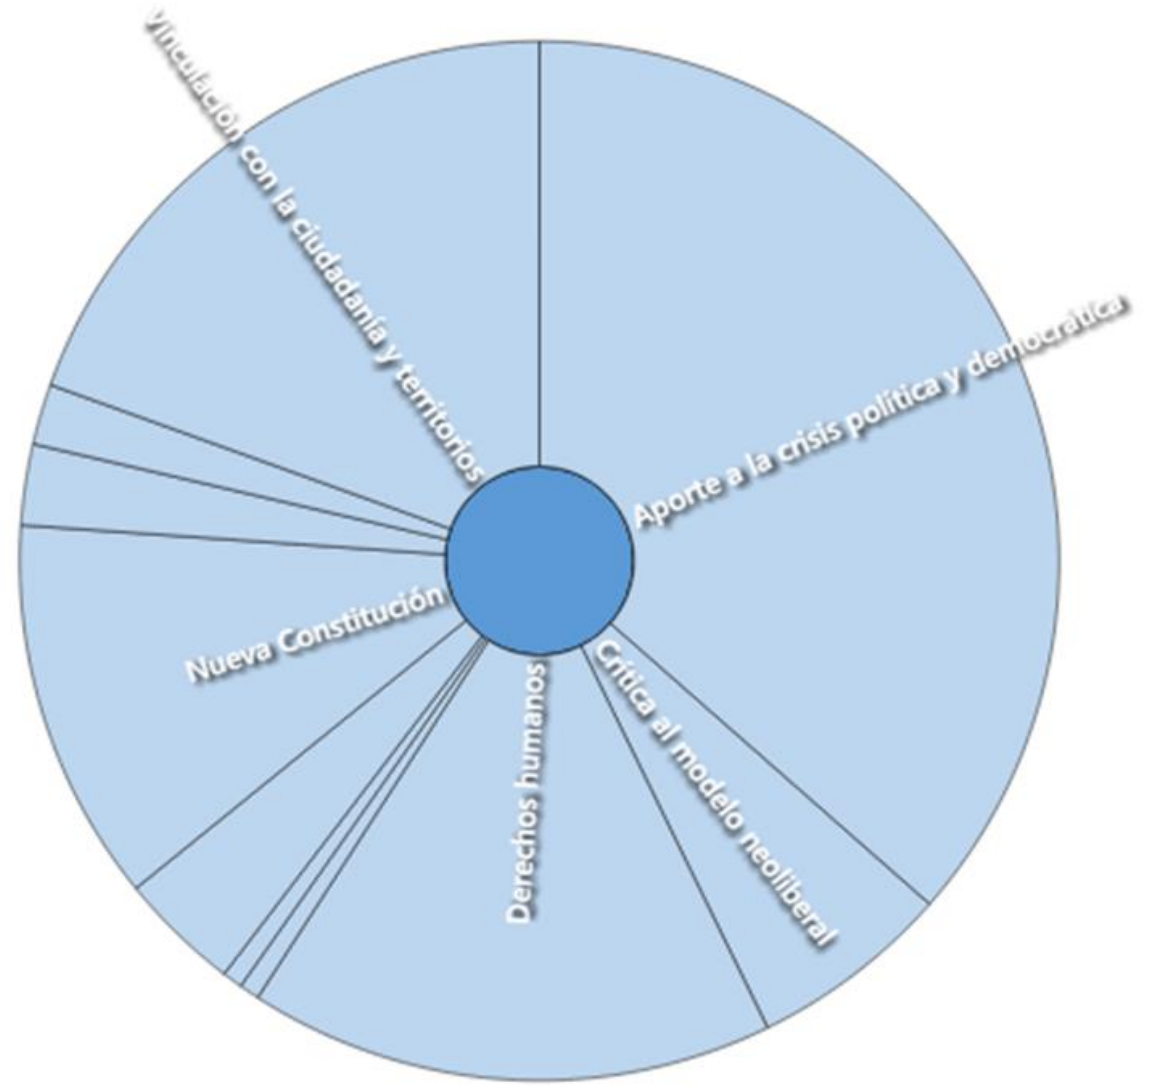 Vinculación con la ciudadanía y territorios
Aporte a la crisis política y democrática
Nueva Constitución
Derechos humanos
Crítica al modelo neoliberal